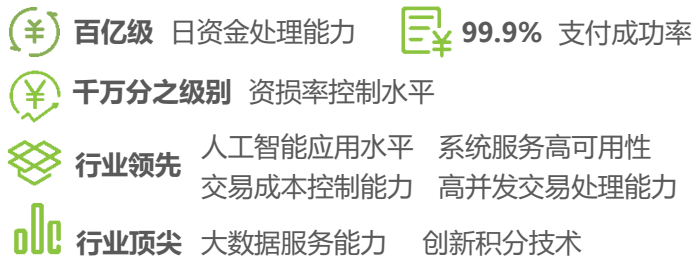 百亿级 日资金处理能力 99.9% 支付成功率
千万分之级别 资损率控制水平
行业领先
人工智能应用水平 系统服务高可用性
交易成本控制能力 高并发交易处理能力
行业顶尖 大数据服务能力 创新积分技术